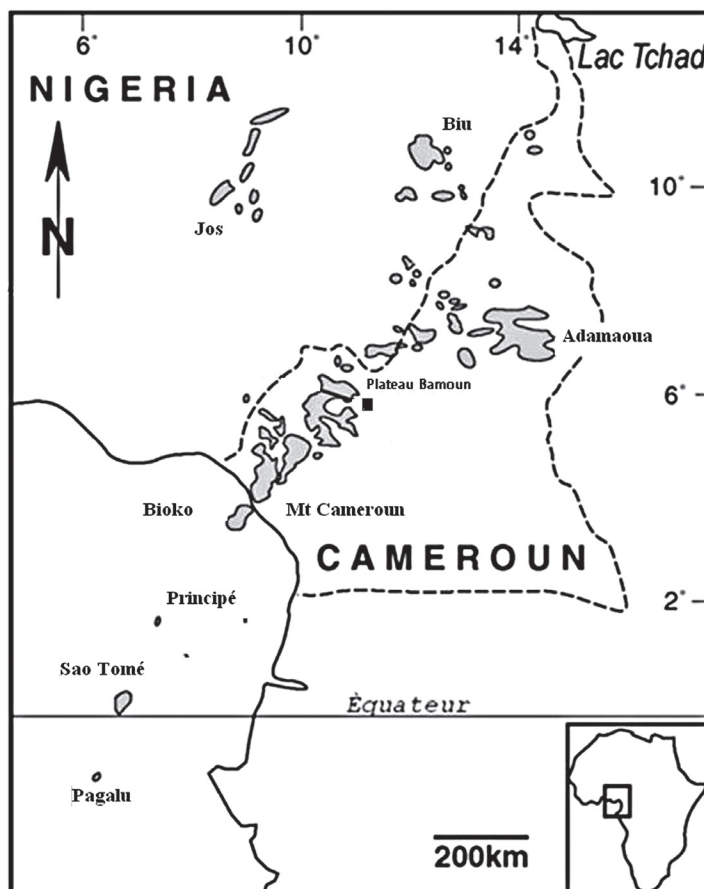 6°
10°
14°
Lac Tchad
NIGERIA
Biu
10°
Jos
N
Adamaoua
Plateau Bamoun
6°
Bioko
Mt Cameroun
CAMEROUN
Principé
2°
Sao Tomé
Èquateur
Pagalu
200km